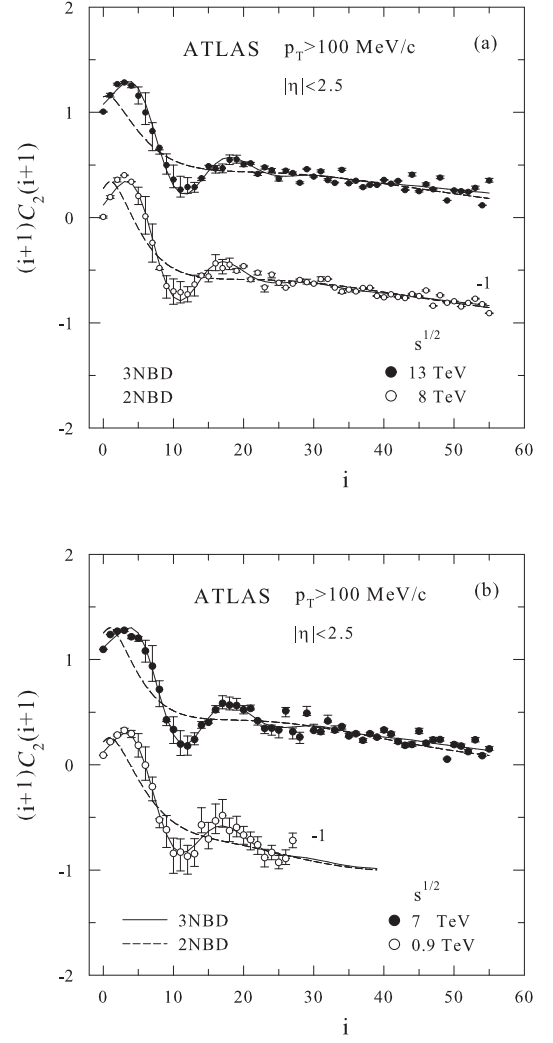 2
1
0
-1
-2
(i+1)C₂(i+1)
ATLAS p_T>100 MeV/c (a)
|η|<2.5
-1
s^1/2
3NBD 13 TeV
2NBD 8 TeV
0 10 20 30 40 50 60
i
2
1
0
-1
-2
(i+1)C₂(i+1)
ATLAS p_T>100 MeV/c (b)
|η|<2.5
-1
s^1/2
3NBD 7 TeV
2NBD 0.9 TeV
0 10 20 30 40 50 60
i